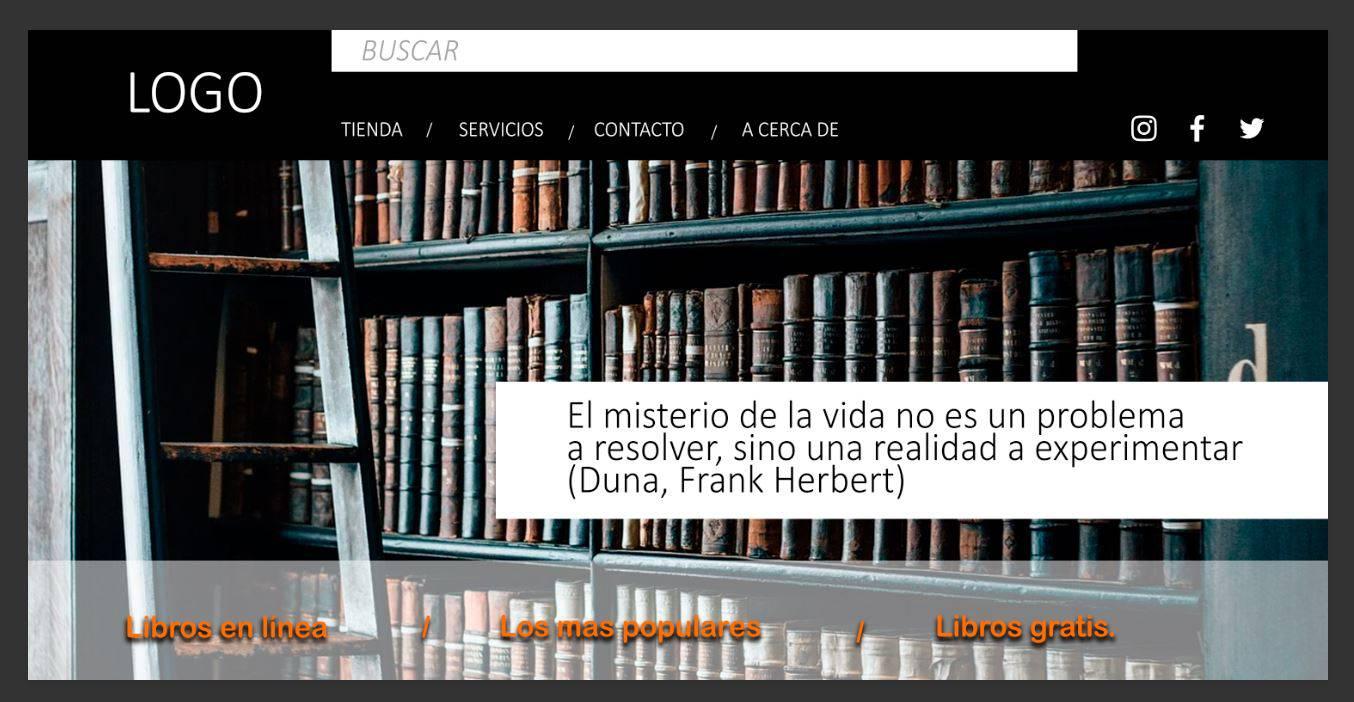 BUSCAR
LOGO
TIENDA / SERVICIOS / CONTACTO / A CERCA DE
d
El misterio de la vida no es un problema
a resolver, sino una realidad a experimentar
(Duna, Frank Herbert)
Libros en línea / Los mas populares / Libros gratis.